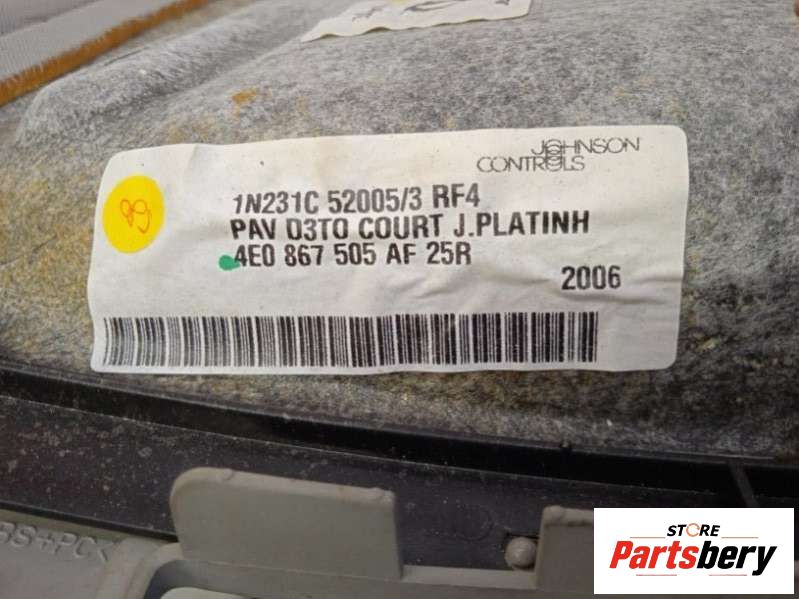 JOHNSON
CONTROLS
1N231C 52005/3 RF4
PAV D3TO COURT J.PLATINH
4E0 867 505 AF 25R
2006
STORE
Partsbery